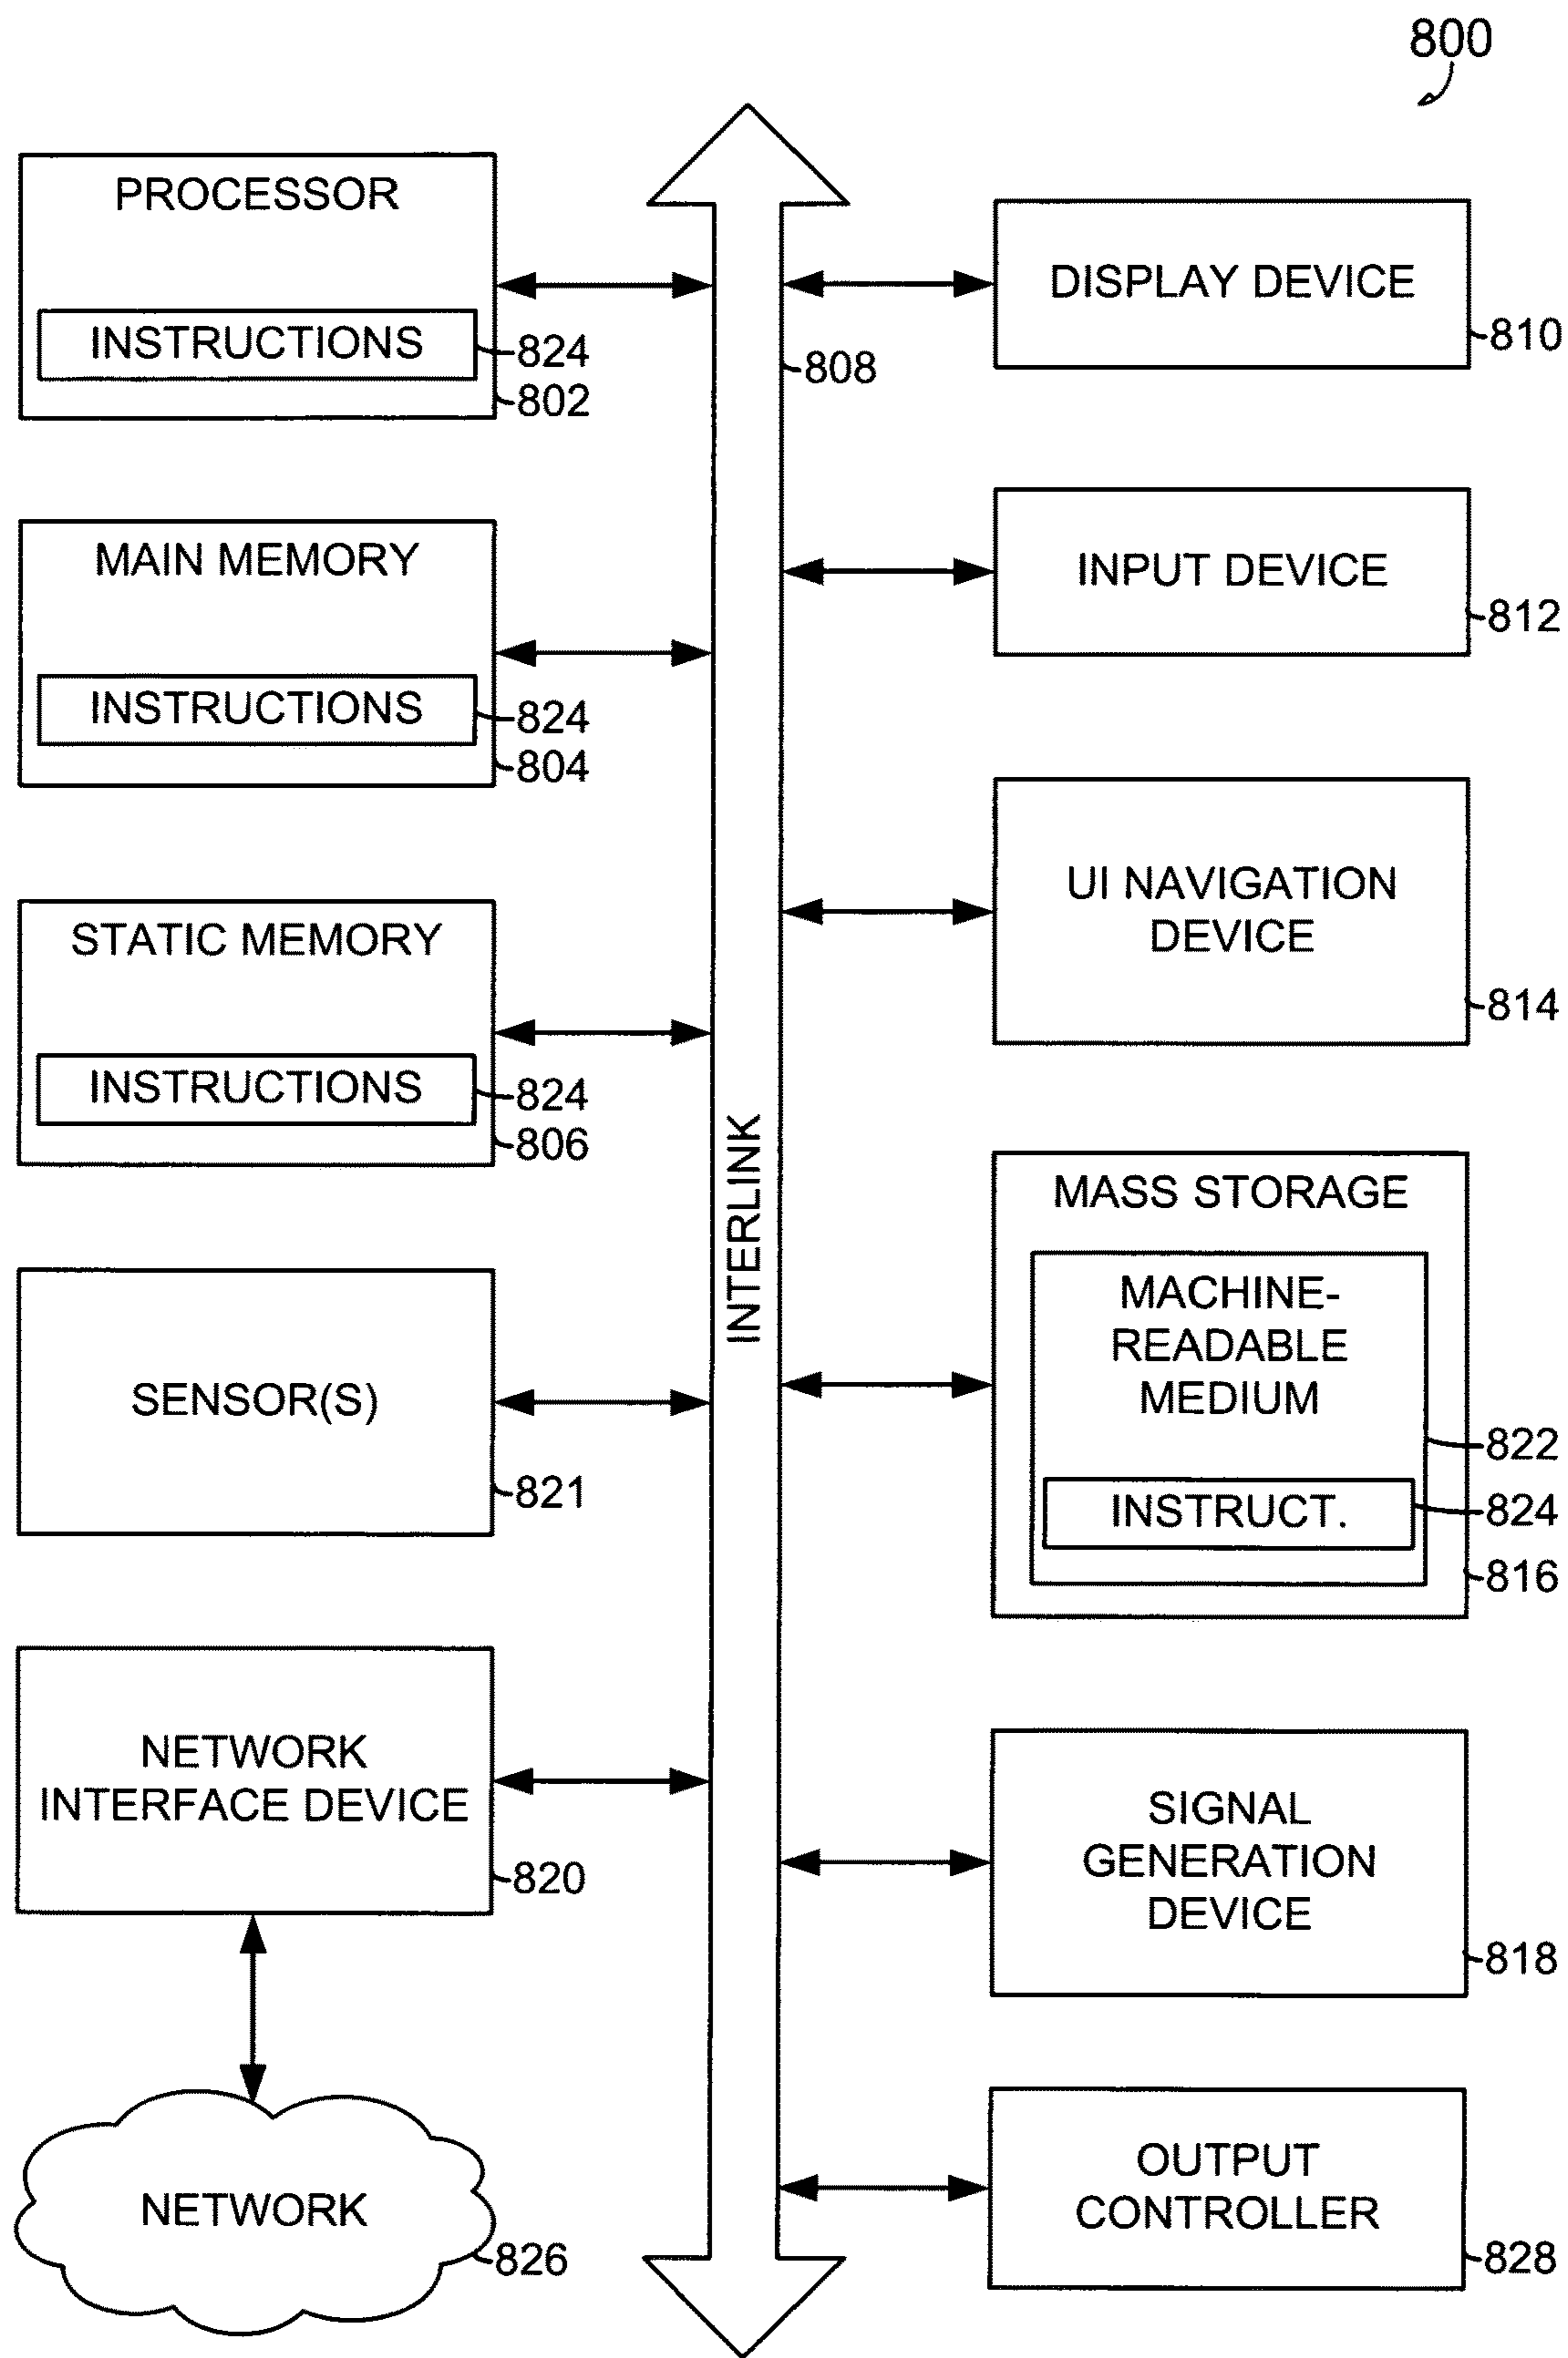 800
PROCESSOR
INSTRUCTIONS
824
802
MAIN MEMORY
INSTRUCTIONS
824
804
STATIC MEMORY
INSTRUCTIONS
824
806
SENSOR(S)
821
NETWORK
INTERFACE DEVICE
820
NETWORK
826
INTERLINK
808
DISPLAY DEVICE
810
INPUT DEVICE
812
UI NAVIGATION
DEVICE
814
MASS STORAGE
MACHINE-
READABLE
MEDIUM
822
INSTRUCT.
824
816
SIGNAL
GENERATION
DEVICE
818
OUTPUT
CONTROLLER
828